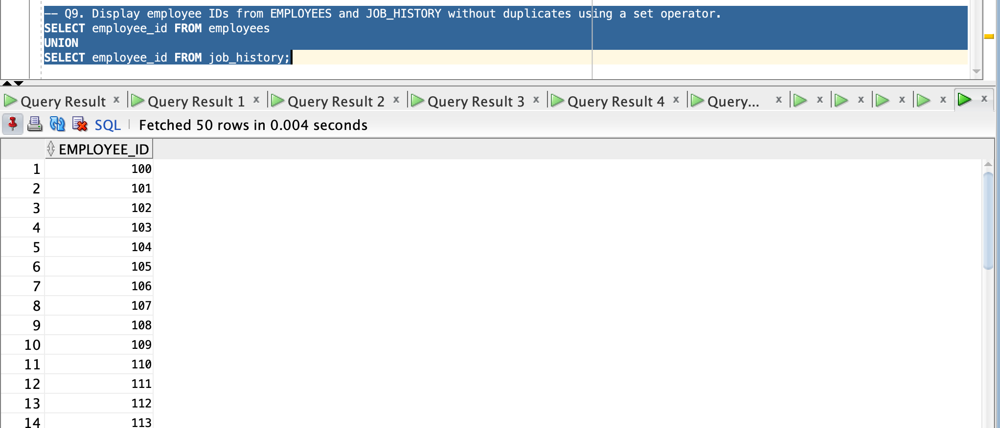 -- Q9. Display employee IDs from EMPLOYEES and JOB_HISTORY without duplicates using a set operator.
SELECT employee_id FROM employees
UNION
SELECT employee_id FROM job_history;
Query Result x Query Result 1 x Query Result 2 x Query Result 3 x Query Result 4 x Query... x x x x x x
SQL Fetched 50 rows in 0.004 seconds
EMPLOYEE_ID
1 100
2 101
3 102
4 103
5 104
6 105
7 106
8 107
9 108
10 109
11 110
12 111
13 112
14 113